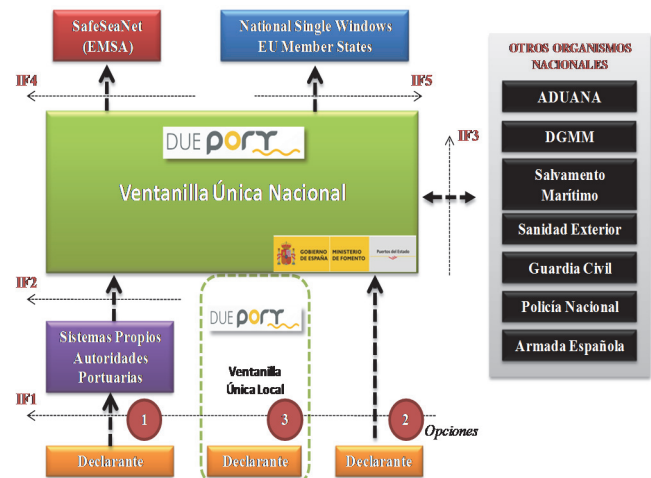 SafeSeaNet
(EMSA)
National Single Windows
EU Member States
IF4
IF5
DUE PORT
Ventanilla Única Nacional
GOBIERNO
DE ESPAÑA
MINISTERIO
DE FOMENTO
Puertos del Estado
IF3
OTROS ORGANISMOS
NACIONALES
ADUANA
DGMM
Salvamento
Marítimo
Sanidad Exterior
Guardia Civil
Policía Nacional
Armada Española
IF2
Sistemas Propios
Autoridades
Portuarias
DUE PORT
Ventanilla
Única Local
IF1
1
3
2
Opciones
Declarante
Declarante
Declarante